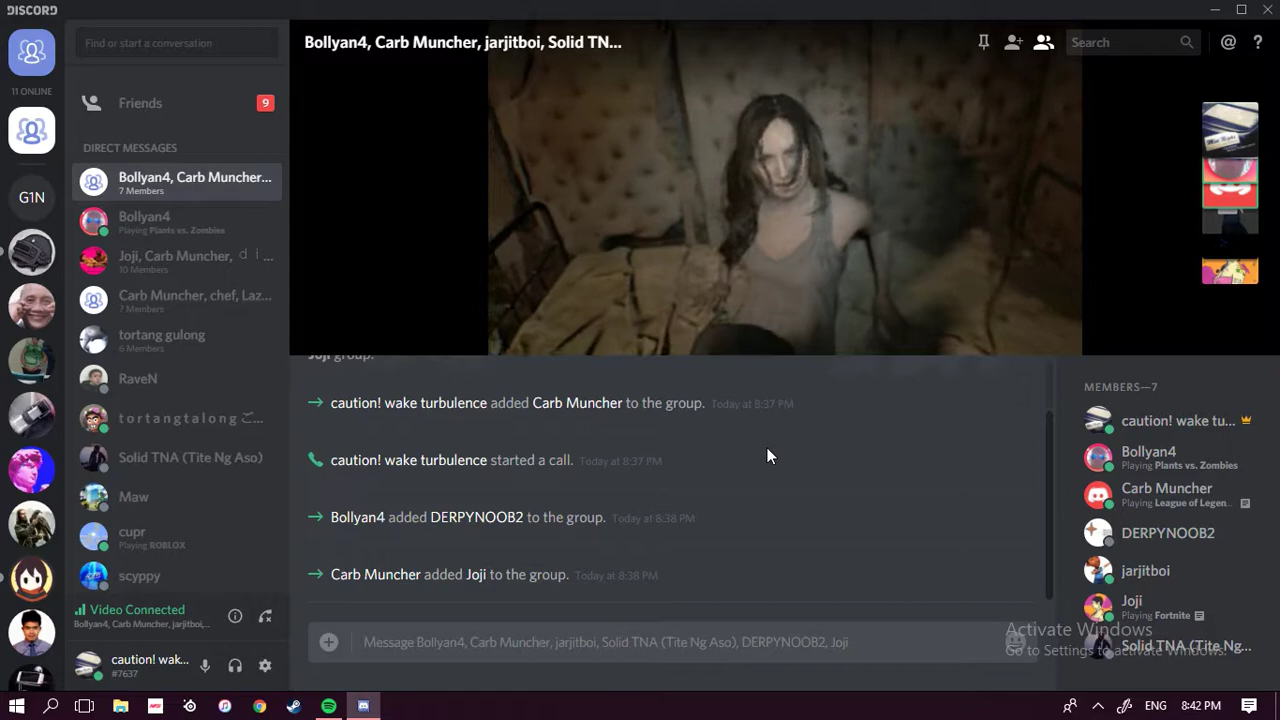 DISCORD
Find or start a conversation
Bollyan4, Carb Muncher, jarjitboi, Solid TN...
Search
@
?
11 ONLINE
Friends
9
DIRECT MESSAGES
Bollyan4, Carb Muncher...
7 Members
G1N
Bollyan4
Playing Plants vs. Zombies
Joji, Carb Muncher, d i ...
10 Members
Carb Muncher, chef, Laz...
7 Members
tortang gulong
6 Members
RaveN
t o r t a n g t a l o n g ご...
Solid TNA (Tite Ng Aso)
Maw
cupr
Playing ROBLOX
scyppy
Video Connected
Bollyan4, Carb Muncher, jarjitboi,...
caution! wak...
#7637
Joji group.
caution! wake turbulence added Carb Muncher to the group. Today at 8:37 PM
caution! wake turbulence started a call. Today at 8:37 PM
Bollyan4 added DERPYNOOB2 to the group. Today at 8:38 PM
Carb Muncher added Joji to the group. Today at 8:38 PM
Message Bollyan4, Carb Muncher, jarjitboi, Solid TNA (Tite Ng Aso), DERPYNOOB2, Joji
MEMBERS—7
caution! wake tu...
Bollyan4
Playing Plants vs. Zombies
Carb Muncher
Playing League of Legen...
DERPYNOOB2
jarjitboi
Joji
Playing Fortnite
Solid TNA (Tite Ng...
Activate Windows
Go to Settings to activate Windows.
ENG
8:42 PM